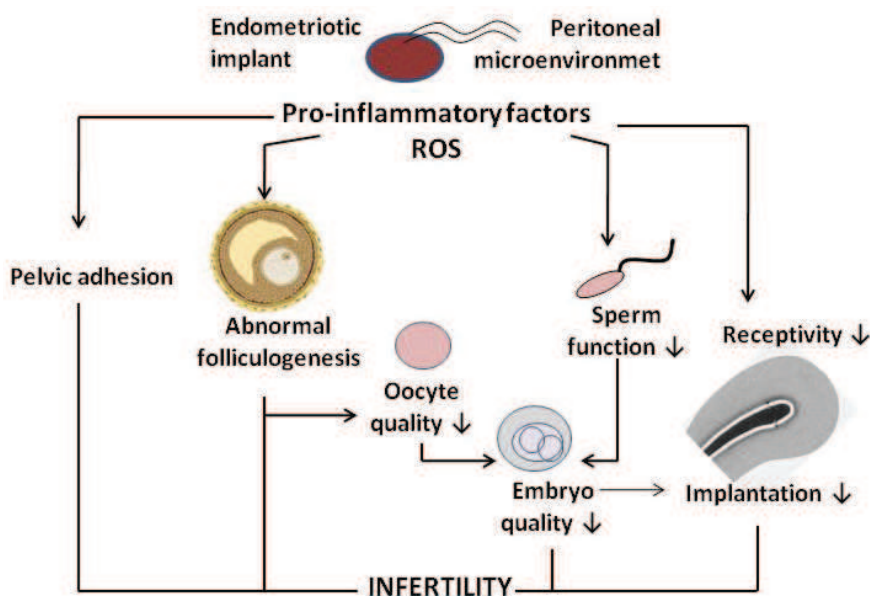 Endometriotic
implant
Peritoneal
microenvironmet
Pro-inflammatory factors
ROS
Pelvic adhesion
Abnormal
folliculogenesis
Oocyte
quality ↓
Sperm
function ↓
Receptivity ↓
Embryo
quality ↓
Implantation ↓
INFERTILITY